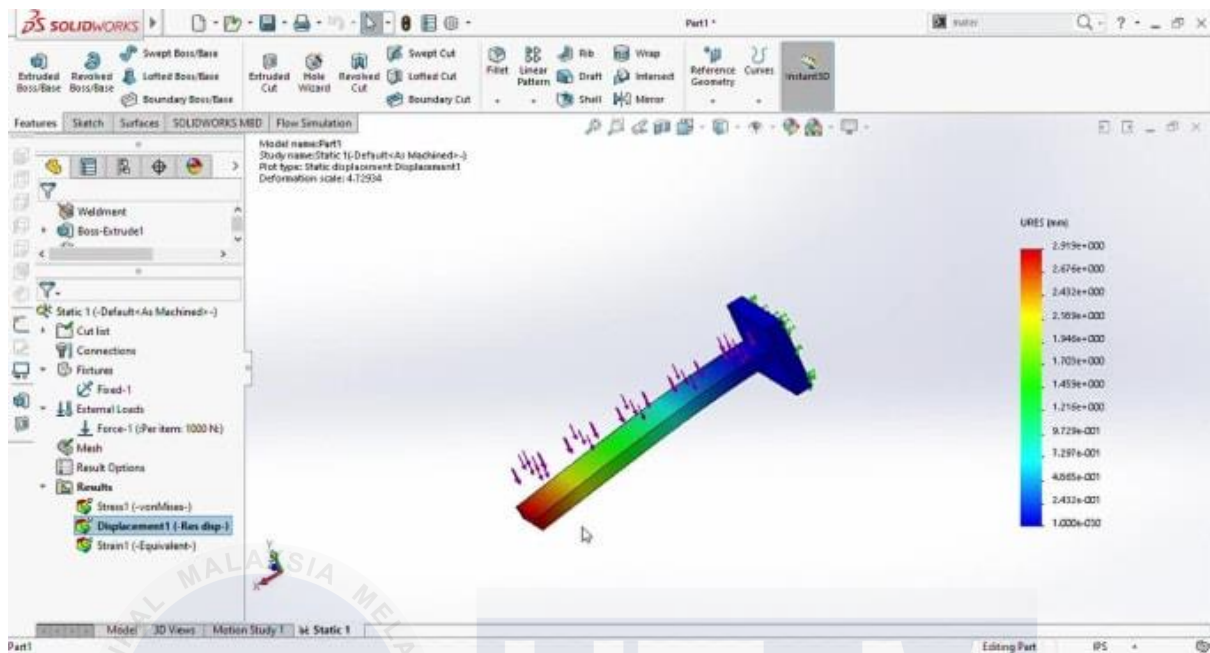 SOLIDWORKS
Part1 *
Extruded Boss/Base
Revolved Boss/Base
Swept Boss/Base
Lofted Boss/Base
Boundary Boss/Base
Extruded Cut
Hole Wizard
Revolved Cut
Swept Cut
Lofted Cut
Boundary Cut
Fillet
Linear Pattern
Rib
Draft
Shell
Wrap
Intersect
Mirror
Reference Geometry
Curves
Instant3D
Features Sketch Surfaces SOLIDWORKS MBD Flow Simulation
Model name:Part1
Study name:Static 1(-Default<As Machined>-)
Plot type: Static displacement Displacement1
Deformation scale: 4.72934
Weldment
Boss-Extrude1
Static 1 (-Default<As Machined>-)
Cut list
Connections
Fixtures
Fixed-1
External Loads
Force-1 (:Per item: 1000 N:)
Mesh
Result Options
Results
Stress1 (-vonMises-)
Displacement1 (-Res disp-)
Strain1 (-Equivalent-)
URES (mm)
2.919e+000
2.676e+000
2.432e+000
2.189e+000
1.946e+000
1.703e+000
1.459e+000
1.216e+000
9.729e-001
7.297e-001
4.865e-001
2.432e-001
1.000e-030
Y
X
MALAYSIA
Model 3D Views Motion Study 1 Static 1
Part1
Editing Part
IPS